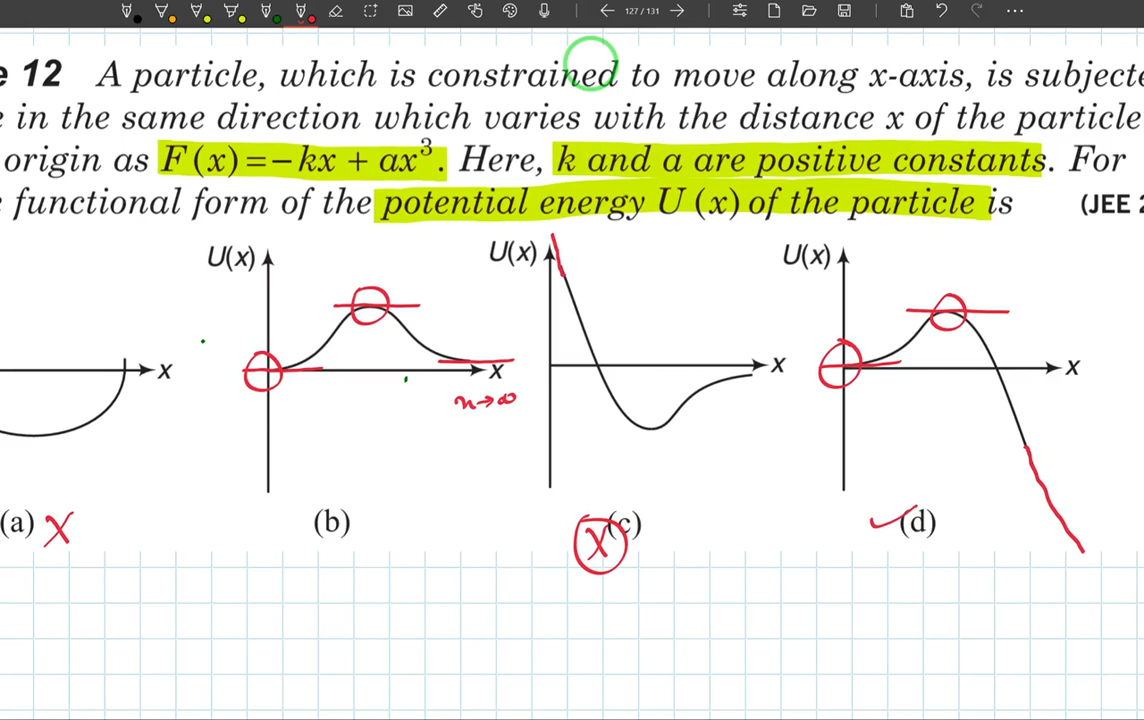 127 / 131
e 12 A particle, which is constrained to move along x-axis, is subjecte
e in the same direction which varies with the distance x of the particle
origin as F (x) = – kx + ax³. Here, k and a are positive constants. For
e functional form of the potential energy U (x) of the particle is (JEE 2
U(x) U(x) U(x)
x x x x
x→∞
(a) X (b) X (c) ✓(d)